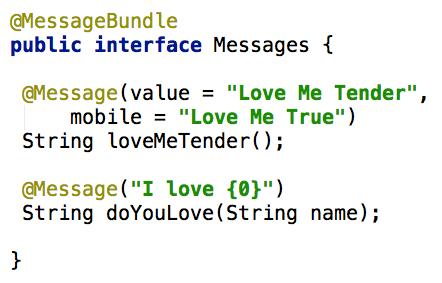 @MessageBundle
public interface Messages {
@Message(value = "Love Me Tender",
mobile = "Love Me True")
String loveMeTender();
@Message("I love {0}")
String doYouLove(String name);
}